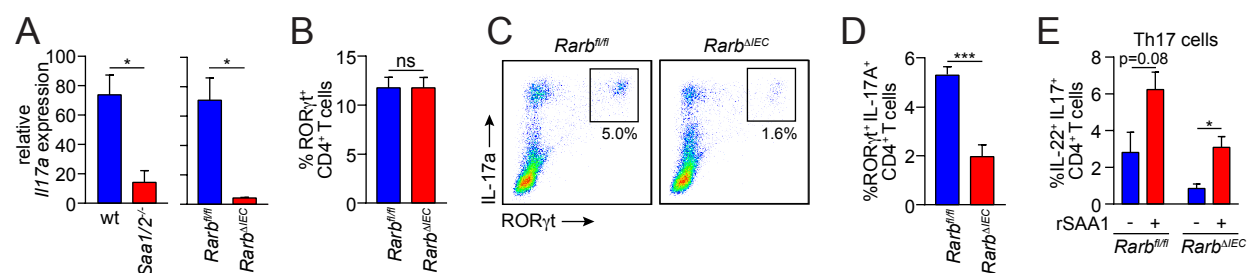 A
relative
Il17a expression
100
80
60
40
20
0
*
*
wt
Saa1/2-/-
Rarbfl/fl
RarbΔIEC
B
% RORγt+
CD4+ T cells
15
10
5
0
ns
Rarbfl/fl
RarbΔIEC
C
Rarbfl/fl
RarbΔIEC
5.0%
1.6%
IL-17a
RORγt
D
%RORγt+ IL-17A+
CD4+ T cells
6
4
2
0
***
Rarbfl/fl
RarbΔIEC
E
Th17 cells
%IL-22+ IL17+
CD4+ T cells
8
6
4
2
0
p=0.08
*
rSAA1 - + - +
Rarbfl/fl RarbΔIEC